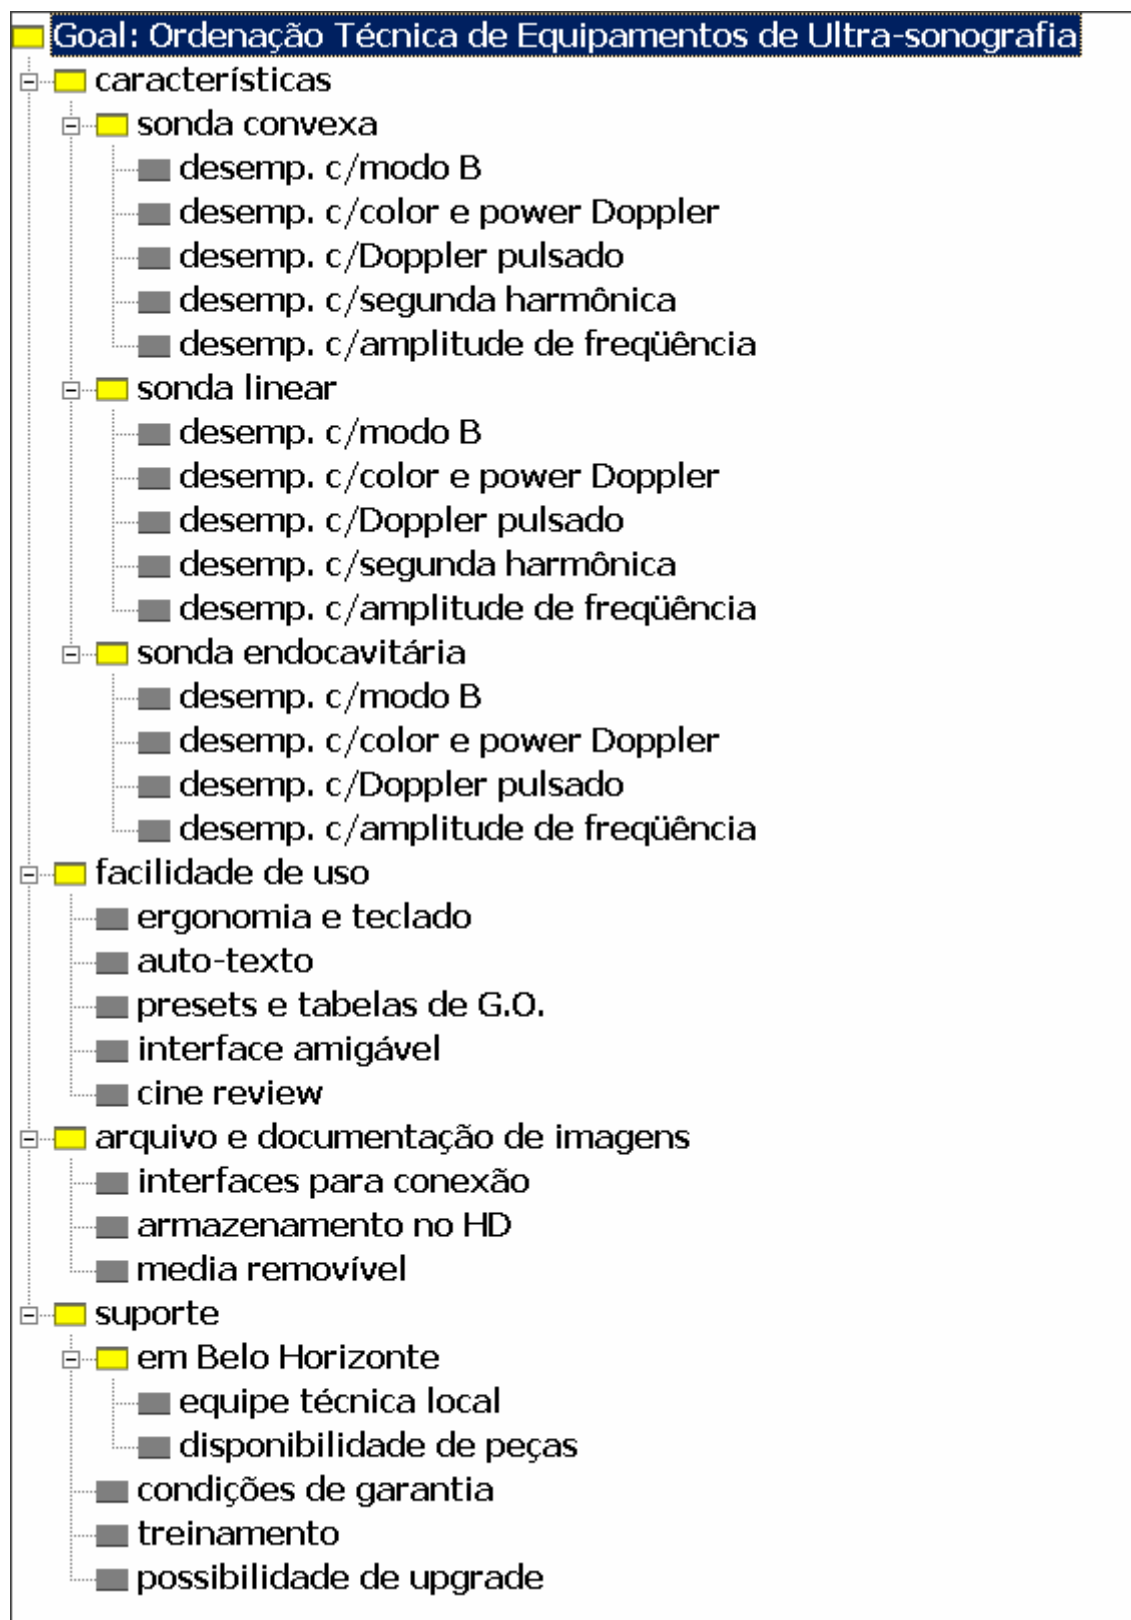 Goal: Ordenação Técnica de Equipamentos de Ultra-sonografia
características
sonda convexa
desemp. c/modo B
desemp. c/color e power Doppler
desemp. c/Doppler pulsado
desemp. c/segunda harmônica
desemp. c/amplitude de freqüência
sonda linear
desemp. c/modo B
desemp. c/color e power Doppler
desemp. c/Doppler pulsado
desemp. c/segunda harmônica
desemp. c/amplitude de freqüência
sonda endocavitária
desemp. c/modo B
desemp. c/color e power Doppler
desemp. c/Doppler pulsado
desemp. c/amplitude de freqüência
facilidade de uso
ergonomia e teclado
auto-texto
presets e tabelas de G.O.
interface amigável
cine review
arquivo e documentação de imagens
interfaces para conexão
armazenamento no HD
media removível
suporte
em Belo Horizonte
equipe técnica local
disponibilidade de peças
condições de garantia
treinamento
possibilidade de upgrade